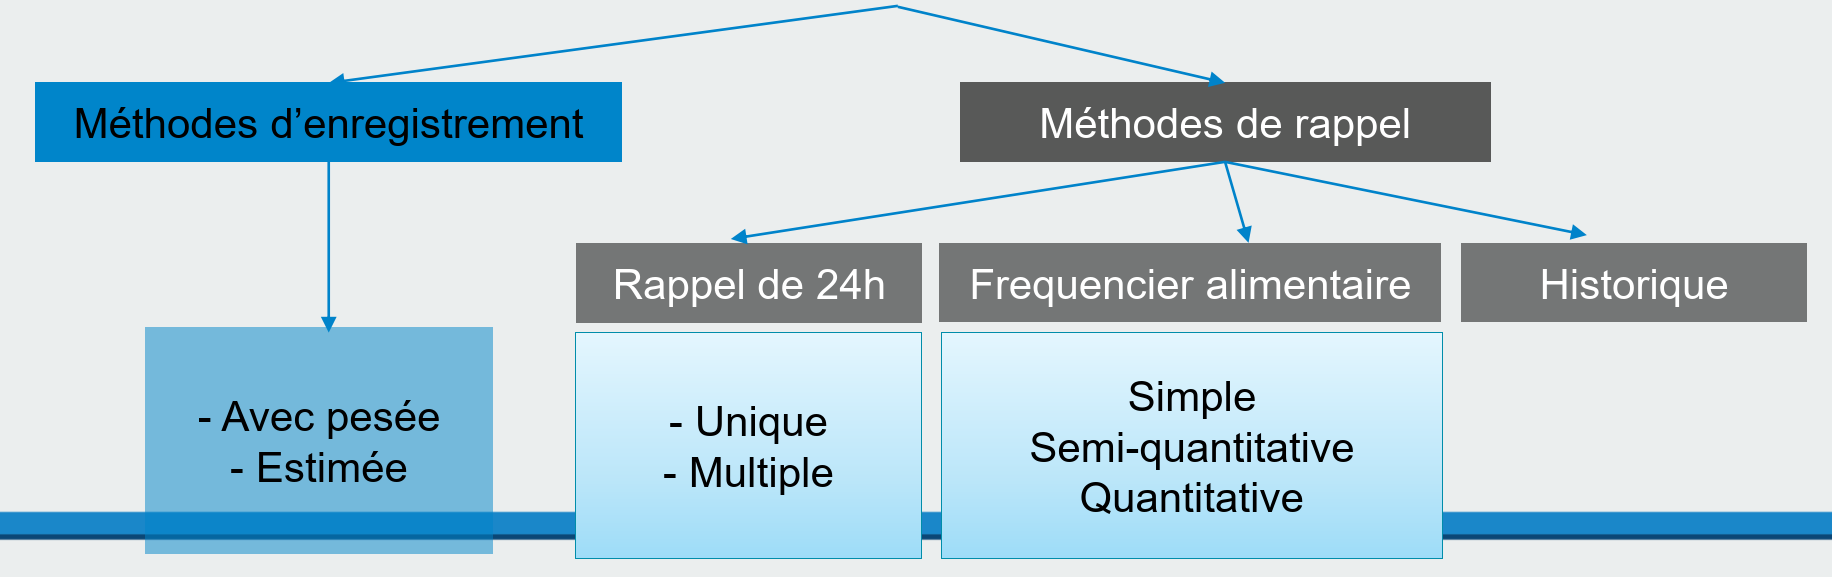 Méthodes d’enregistrement
Méthodes de rappel
Rappel de 24h
Frequencier alimentaire
Historique
- Avec pesée
- Estimée
- Unique
- Multiple
Simple
Semi-quantitative
Quantitative